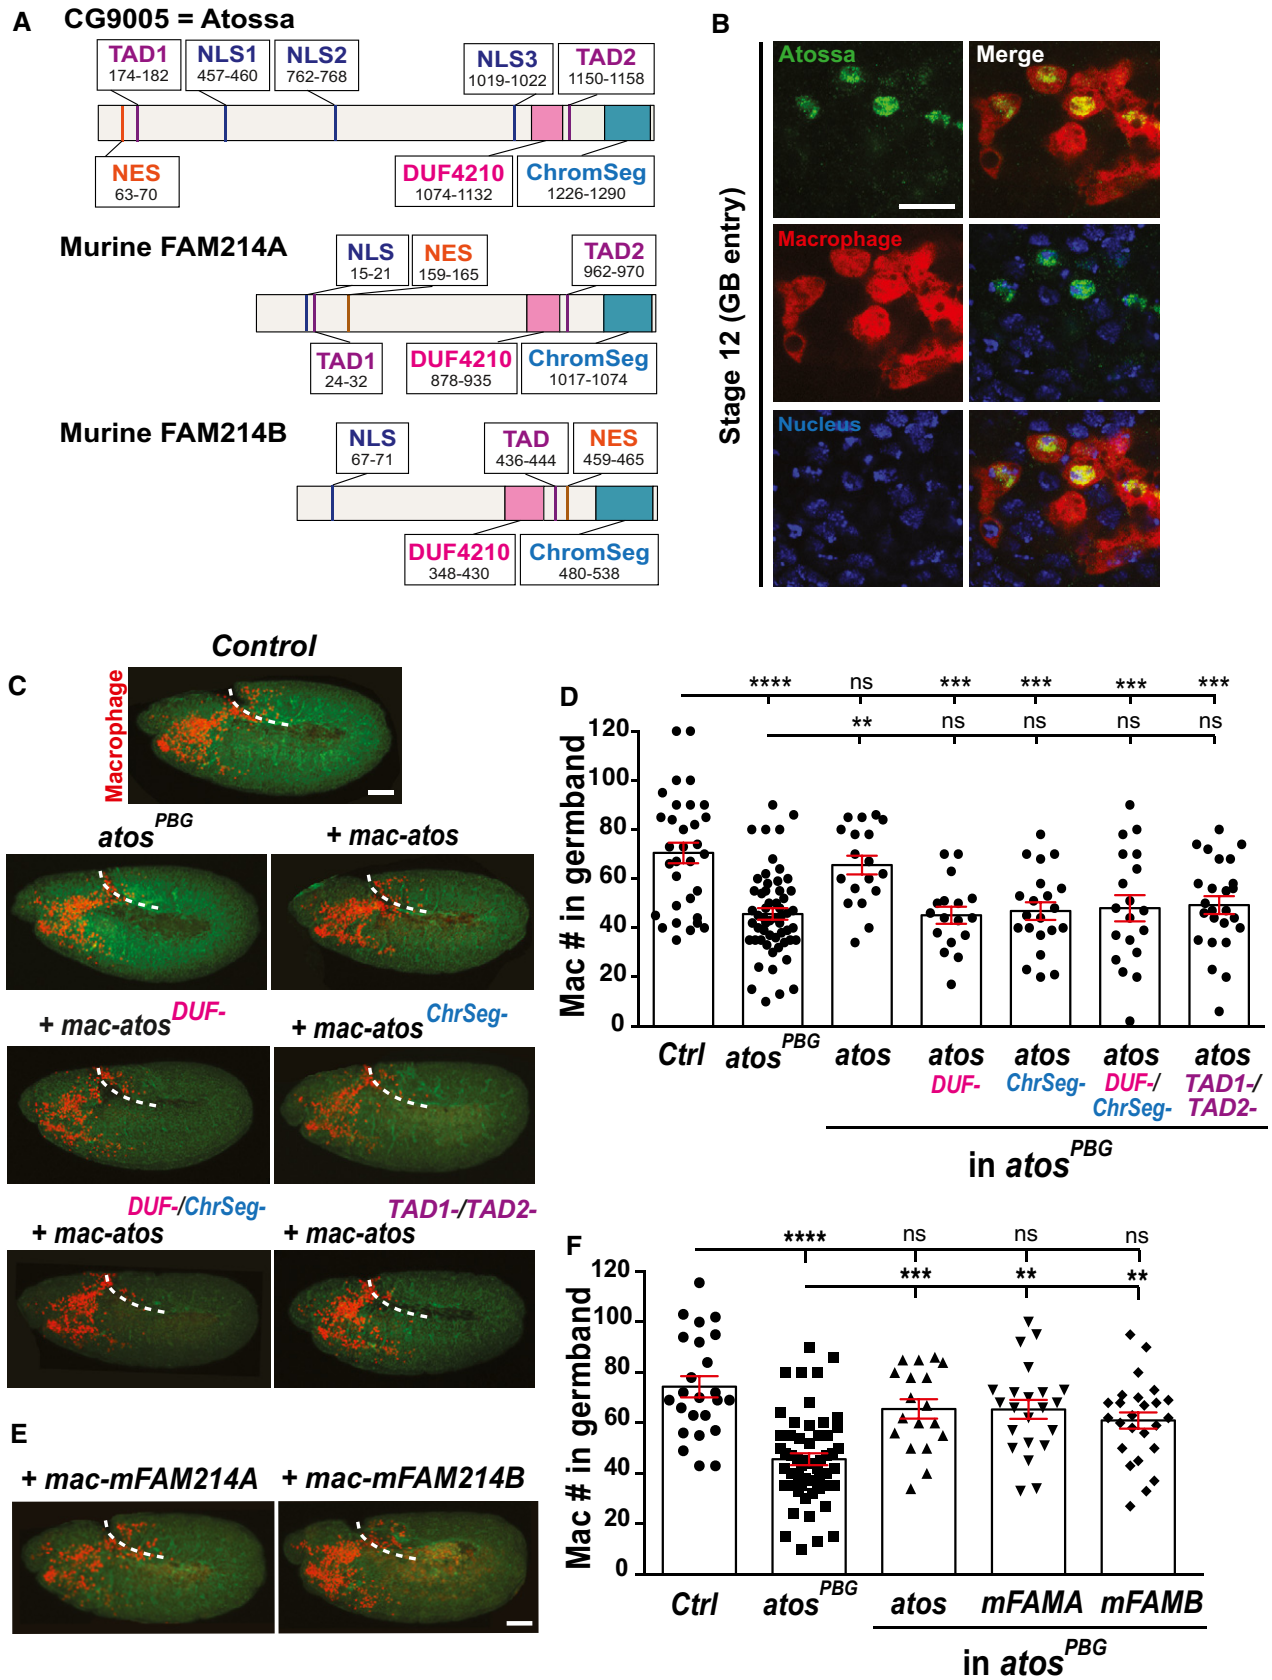 A
CG9005 = Atossa
TAD1
174-182
NLS1
457-460
NLS2
762-768
NLS3
1019-1022
TAD2
1150-1158
NES
63-70
DUF4210
1074-1132
ChromSeg
1226-1290
Murine FAM214A
NLS
15-21
NES
159-165
TAD2
962-970
TAD1
24-32
DUF4210
878-935
ChromSeg
1017-1074
Murine FAM214B
NLS
67-71
TAD
436-444
NES
459-465
DUF4210
348-430
ChromSeg
480-538
B
Stage 12 (GB entry)
Atossa
Merge
Macrophage
Nucleus
C
Control
Macrophage
atos PBG
+ mac-atos
+ mac-atos DUF-
+ mac-atos ChrSeg-
DUF-/ChrSeg-
+ mac-atos
TAD1-/TAD2-
+ mac-atos
D
**** ns *** *** *** ***
** ns ns ns ns
Mac # in germband
120
100
80
60
40
20
0
Ctrl
atos PBG
atos
atos
DUF-
atos
ChrSeg-
atos
DUF-/
ChrSeg-
atos
TAD1-/
TAD2-
in atos PBG
E
+ mac-mFAM214A
+ mac-mFAM214B
F
**** ns ns ns
*** ** **
Mac # in germband
120
100
80
60
40
20
0
Ctrl
atos PBG
atos
mFAMA
mFAMB
in atos PBG